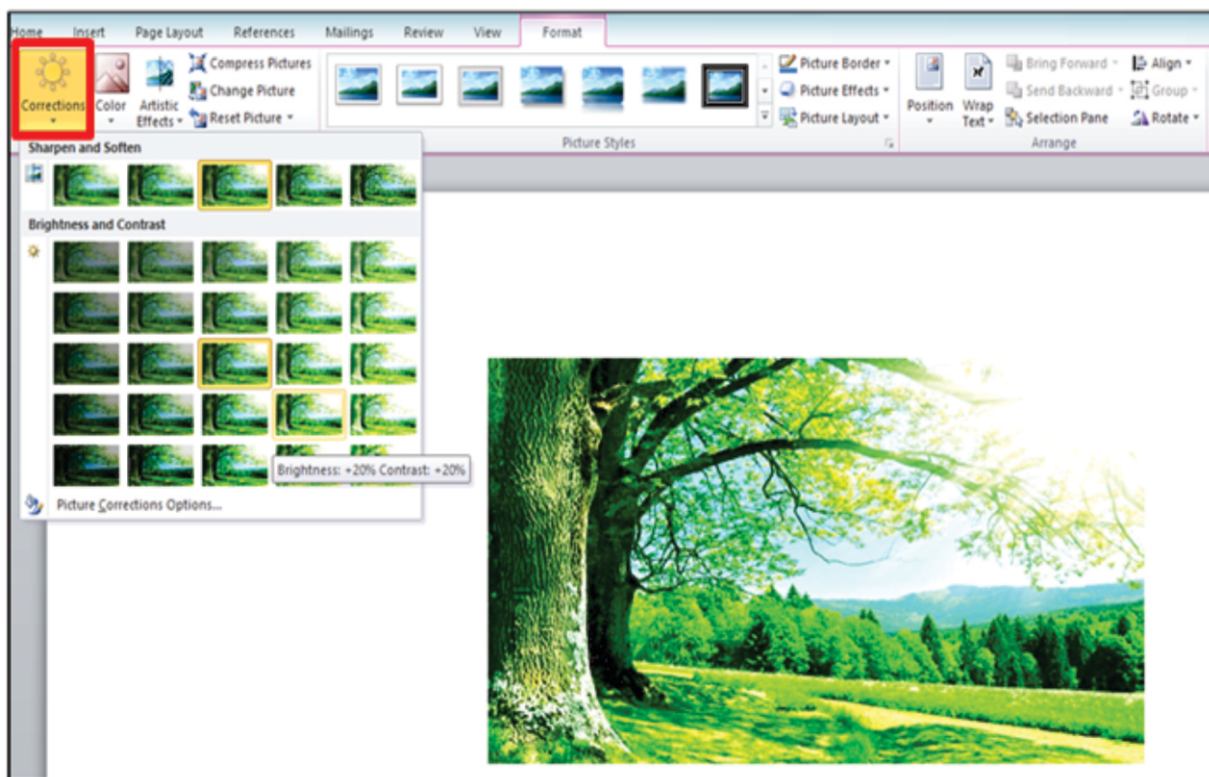 Home Insert Page Layout References Mailings Review View Format
Corrections
Color
Artistic
Effects
Compress Pictures
Change Picture
Reset Picture
Picture Border
Picture Effects
Picture Layout
Picture Styles
Position
Wrap
Text
Bring Forward
Send Backward
Selection Pane
Align
Group
Rotate
Arrange
Sharpen and Soften
Brightness and Contrast
Brightness: +20% Contrast: +20%
Picture Corrections Options...